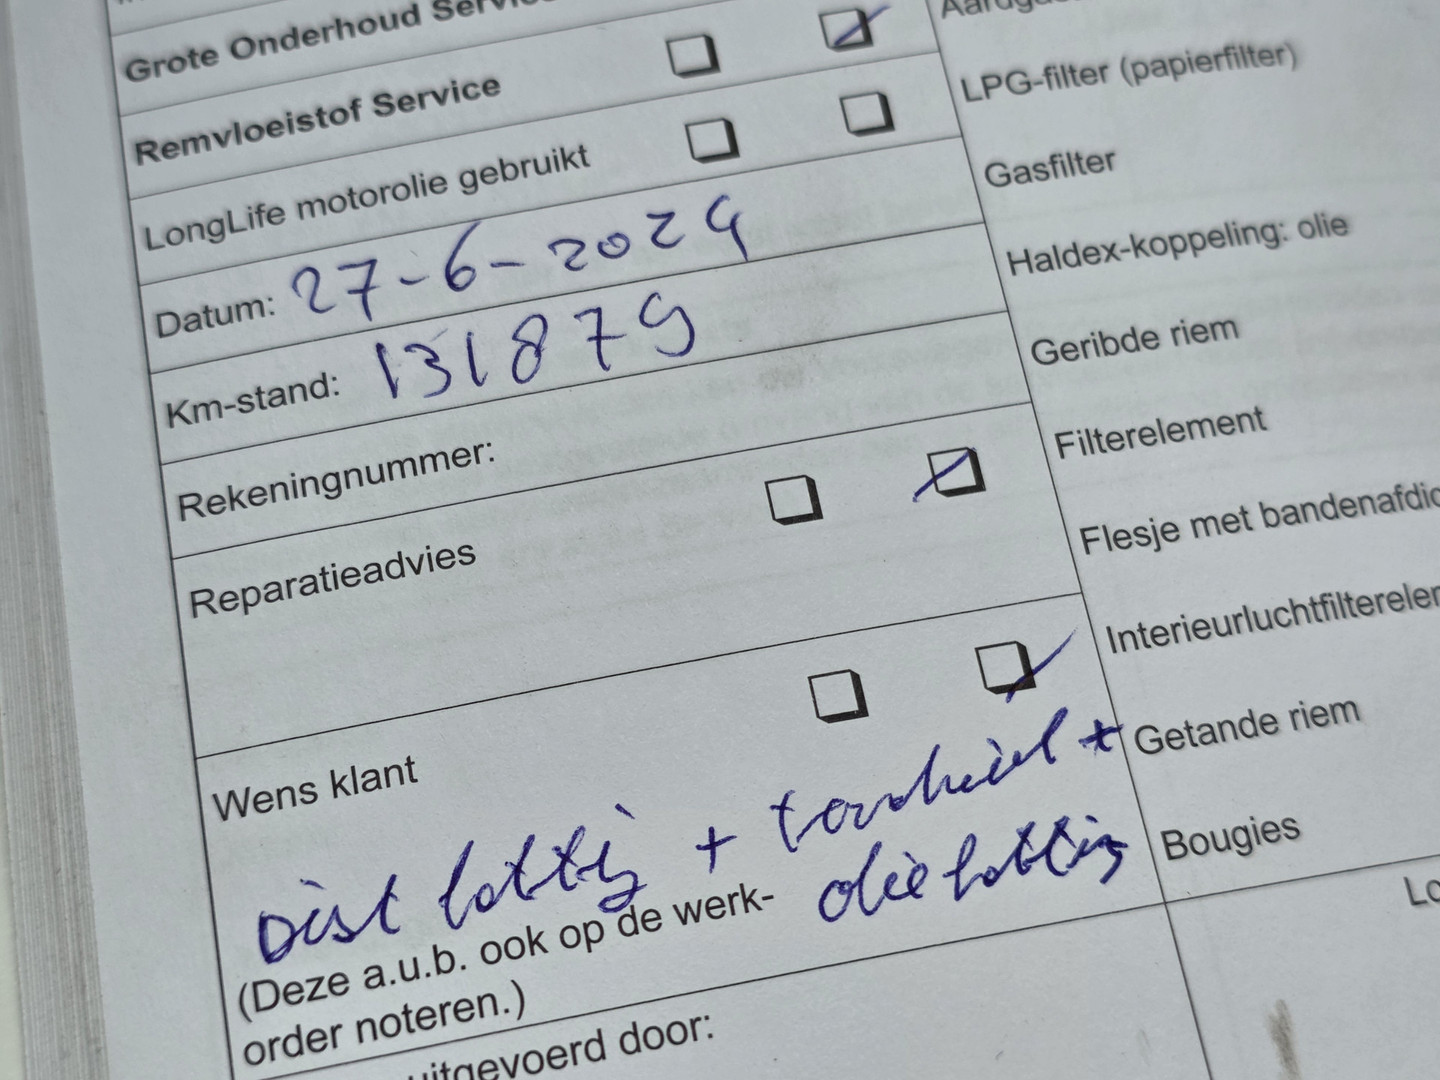 Grote Onderhoud
Remvloeistof Service
LongLife motorolie gebruikt
Datum: 27-6-2024
Km-stand: 131879
Rekeningnummer:
Reparatieadvies
Wens klant
+ +
(Deze a.u.b. ook op de werk-
order noteren.)
uitgevoerd door:
LPG-filter (papierfilter)
Gasfilter
Haldex-koppeling: olie
Geribde riem
Filterelement
Flesje met bandenafdic
Interieurluchtfilterelem
Getande riem
Bougies
Lo